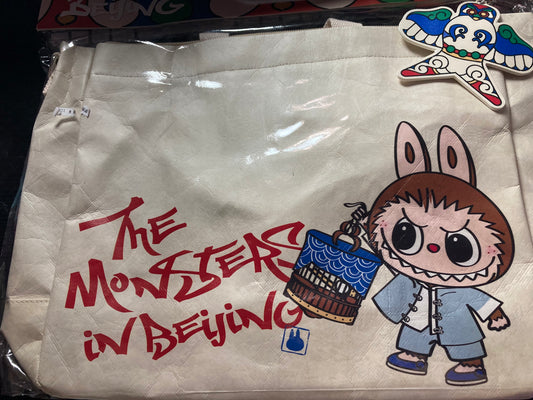 BEIJING
THE
MONSTERS
iN BEijiNG